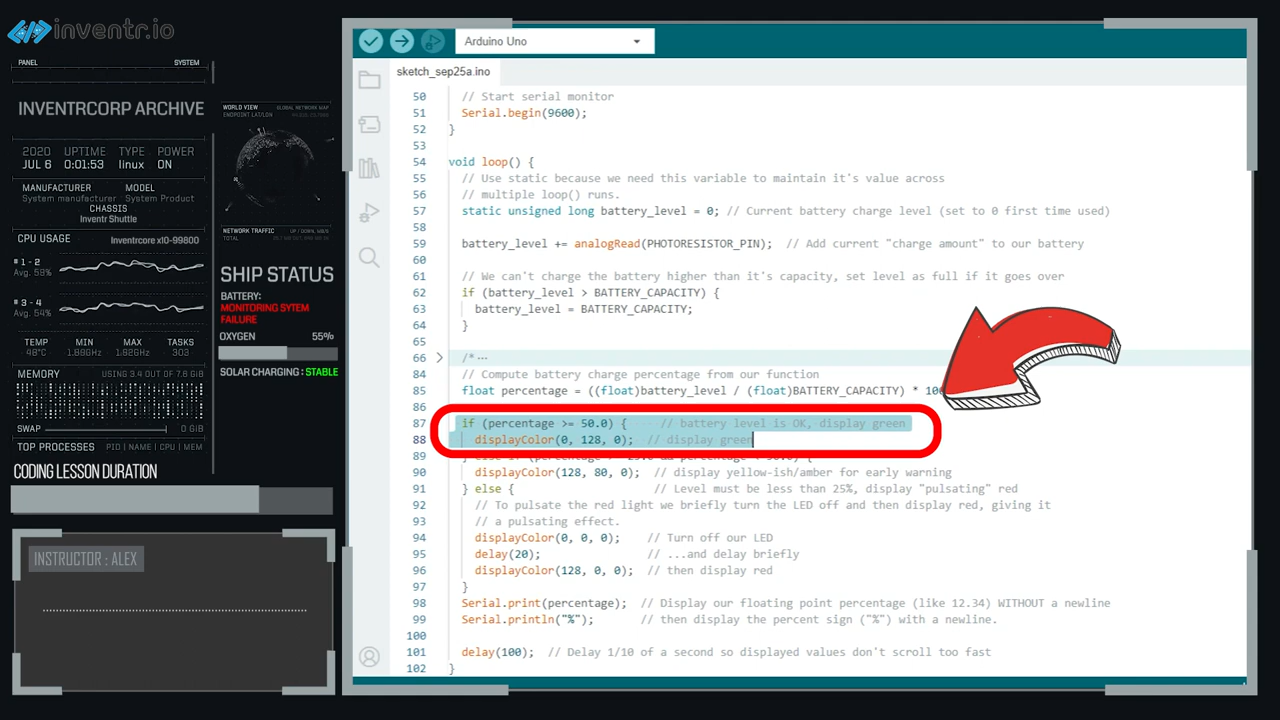 inventr.io
PANEL
SYSTEM
INVENTRCORP ARCHIVE
2020
UPTIME
TYPE
POWER
JUL 6
0:01:53
linux
ON
MANUFACTURER
MODEL
System manufacturer
System Product
CHASSIS
Inventr Shuttle
CPU USAGE
Inventrcore x10-99800
# 1 - 2
Avg. 59%
# 3 - 4
Avg. 54%
TEMP
MIN
MAX
TASKS
48°C
303
MEMORY
USING 3.4 OUT OF 7.6 GiB
SWAP
0 GiB
TOP PROCESSES
PID | NAME | CPU | MEM
CODING LESSON DURATION
INSTRUCTOR : ALEX
WORLD VIEW
GLOBAL NETWORK MAP
ENDPOINT LAT/LON
NETWORK TRAFFIC
UP / DOWN, MB/S
TOTAL
SHIP STATUS
BATTERY:
MONITORING SYTEM
FAILURE
OXYGEN
55%
SOLAR CHARGING : STABLE
Arduino Uno
sketch_sep25a.ino
50 // Start serial monitor
51 Serial.begin(9600);
52 }
53
54 void loop() {
55 // Use static because we need this variable to maintain it's value across
56 // multiple loop() runs.
57 static unsigned long battery_level = 0; // Current battery charge level (set to 0 first time used)
58
59 battery_level += analogRead(PHOTORESISTOR_PIN); // Add current "charge amount" to our battery
60
61 // We can't charge the battery higher than it's capacity, set level as full if it goes over
62 if (battery_level > BATTERY_CAPACITY) {
63 battery_level = BATTERY_CAPACITY;
64 }
65
66 /* ...
84 // Compute battery charge percentage from our function
85 float percentage = ((float)battery_level / (float)BATTERY_CAPACITY) * 10
86
87 if (percentage >= 50.0) { // battery level is OK, display green
88 displayColor(0, 128, 0); // display green
89
90 displayColor(128, 80, 0); // display yellow-ish/amber for early warning
91 } else { // Level must be less than 25%, display "pulsating" red
92 // To pulsate the red light we briefly turn the LED off and then display red, giving it
93 // a pulsating effect.
94 displayColor(0, 0, 0); // Turn off our LED
95 delay(20); // ...and delay briefly
96 displayColor(128, 0, 0); // then display red
97 }
98 Serial.print(percentage); // Display our floating point percentage (like 12.34) WITHOUT a newline
99 Serial.println("%"); // then display the percent sign ("%") with a newline.
100
101 delay(100); // Delay 1/10 of a second so displayed values don't scroll too fast
102 }